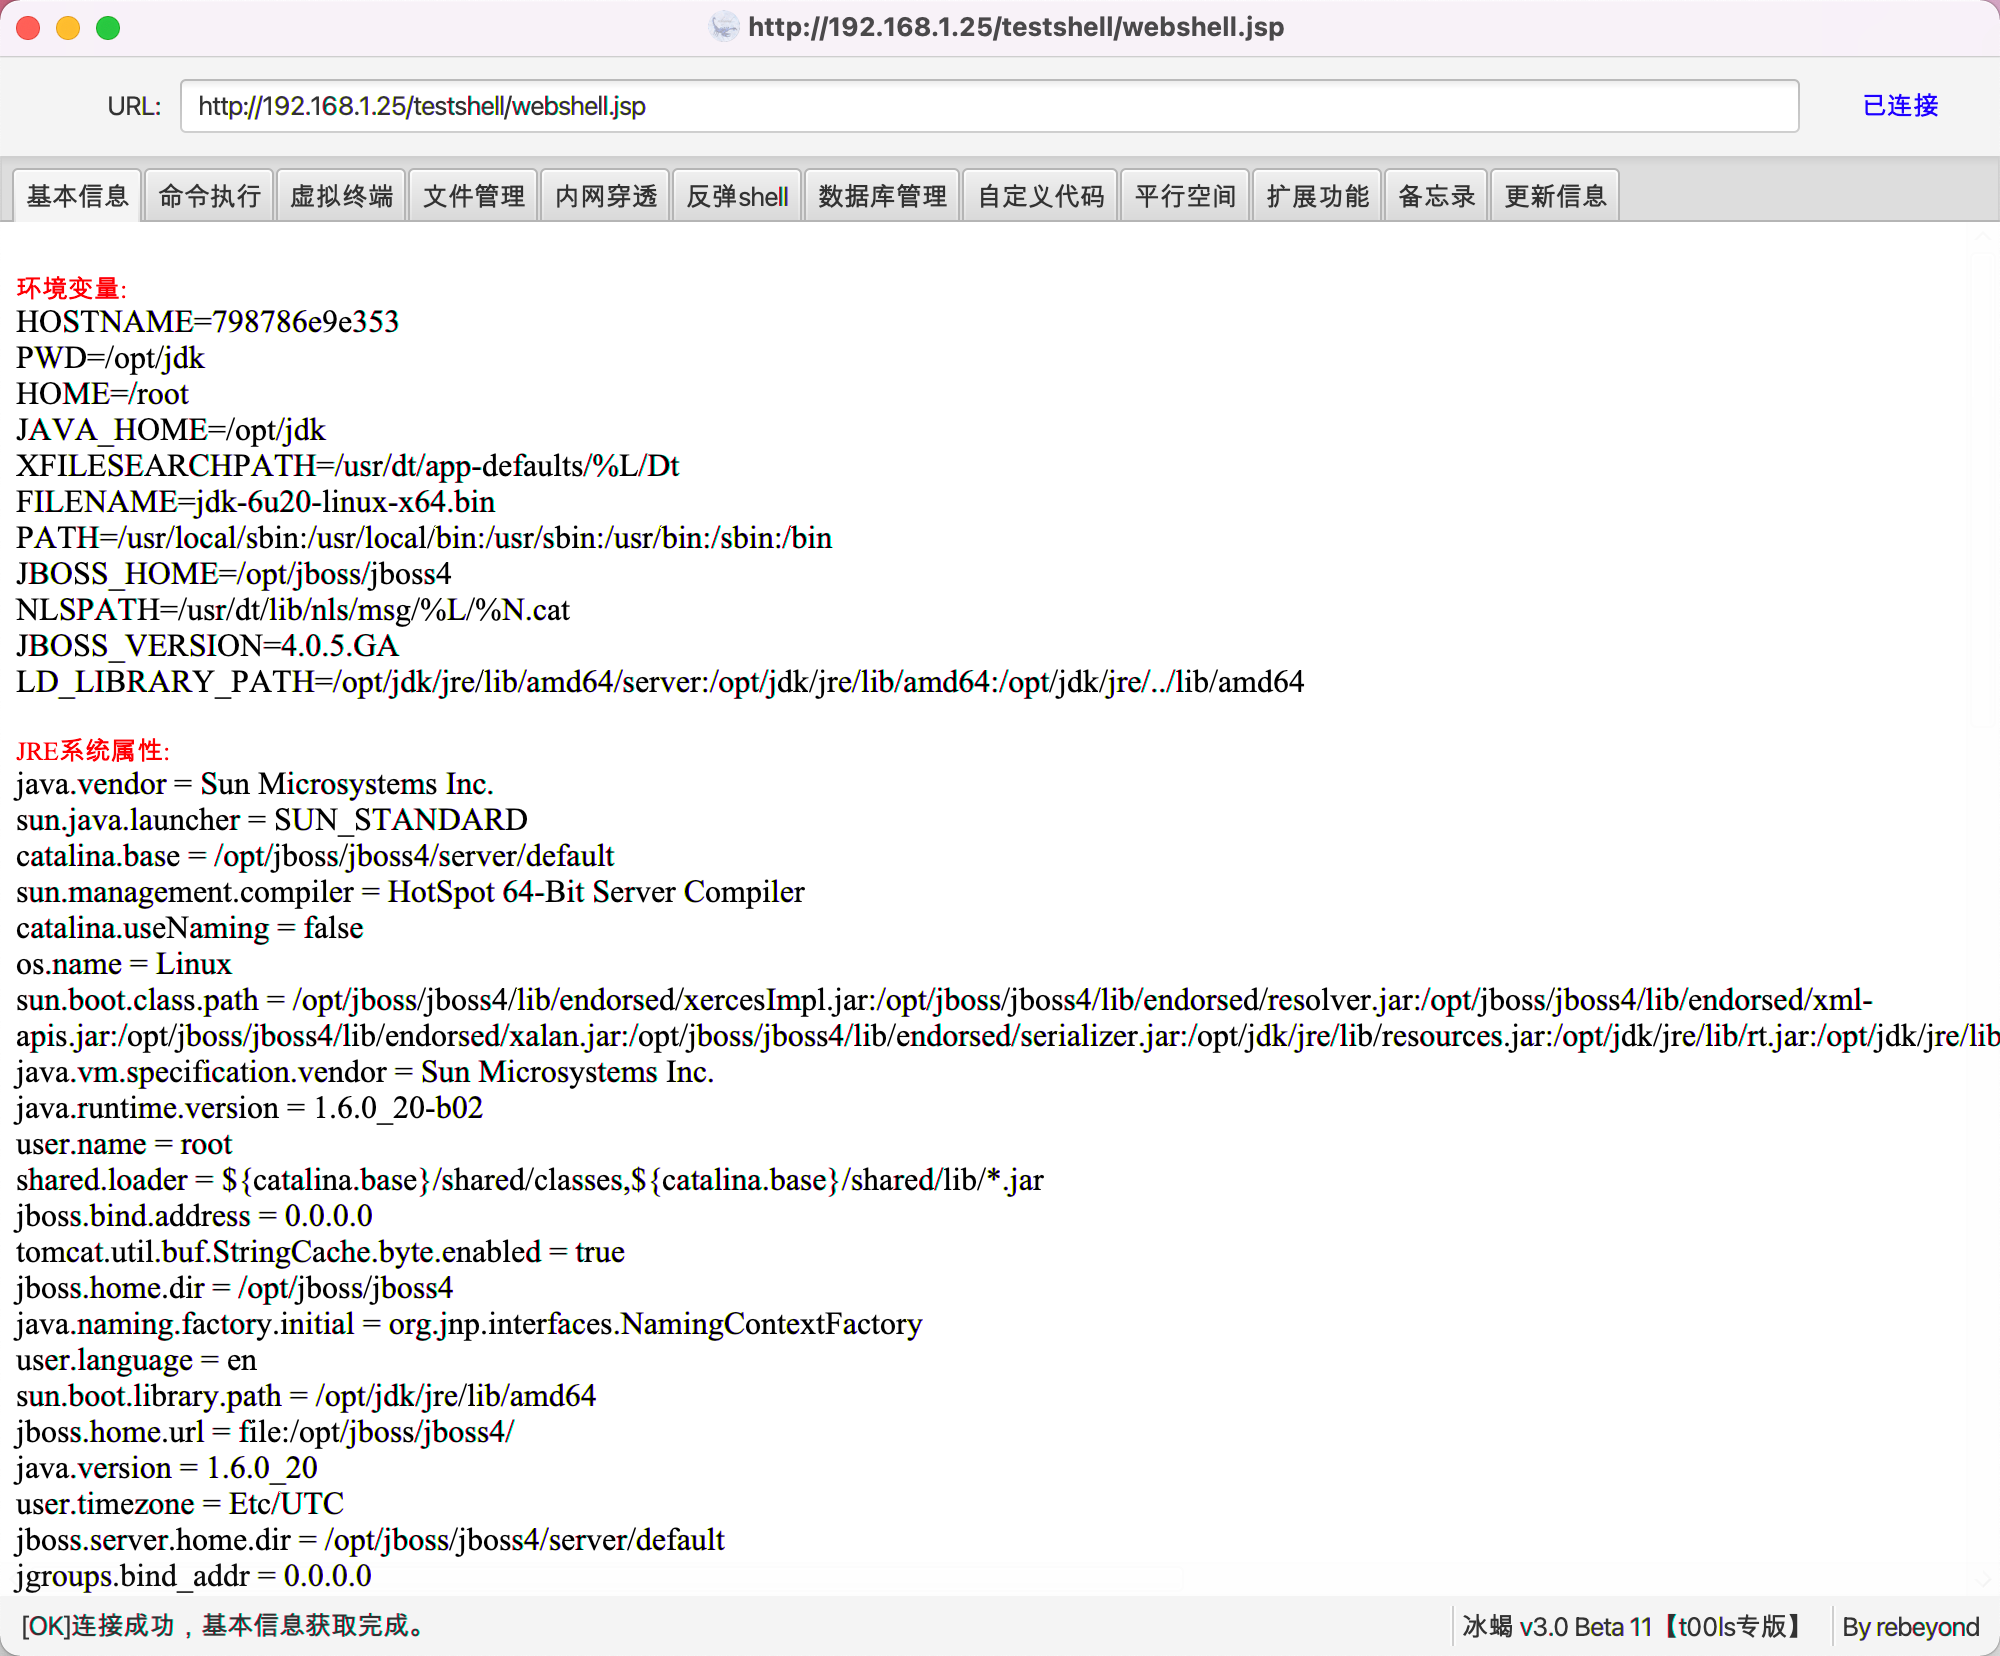 http://192.168.1.25/testshell/webshell.jsp
URL: http://192.168.1.25/testshell/webshell.jsp 已连接
基本信息 命令执行 虚拟终端 文件管理 内网穿透 反弹shell 数据库管理 自定义代码 平行空间 扩展功能 备忘录 更新信息
环境变量:
HOSTNAME=798786e9e353
PWD=/opt/jdk
HOME=/root
JAVA_HOME=/opt/jdk
XFILESEARCHPATH=/usr/dt/app-defaults/%L/Dt
FILENAME=jdk-6u20-linux-x64.bin
PATH=/usr/local/sbin:/usr/local/bin:/usr/sbin:/usr/bin:/sbin:/bin
JBOSS_HOME=/opt/jboss/jboss4
NLSPATH=/usr/dt/lib/nls/msg/%L/%N.cat
JBOSS_VERSION=4.0.5.GA
LD_LIBRARY_PATH=/opt/jdk/jre/lib/amd64/server:/opt/jdk/jre/lib/amd64:/opt/jdk/jre/../lib/amd64
JRE系统属性:
java.vendor = Sun Microsystems Inc.
sun.java.launcher = SUN_STANDARD
catalina.base = /opt/jboss/jboss4/server/default
sun.management.compiler = HotSpot 64-Bit Server Compiler
catalina.useNaming = false
os.name = Linux
sun.boot.class.path = /opt/jboss/jboss4/lib/endorsed/xercesImpl.jar:/opt/jboss/jboss4/lib/endorsed/resolver.jar:/opt/jboss/jboss4/lib/endorsed/xml-
apis.jar:/opt/jboss/jboss4/lib/endorsed/xalan.jar:/opt/jboss/jboss4/lib/endorsed/serializer.jar:/opt/jdk/jre/lib/resources.jar:/opt/jdk/jre/lib/rt.jar:/opt/jdk/jre/lib
java.vm.specification.vendor = Sun Microsystems Inc.
java.runtime.version = 1.6.0_20-b02
user.name = root
shared.loader = ${catalina.base}/shared/classes,${catalina.base}/shared/lib/*.jar
jboss.bind.address = 0.0.0.0
tomcat.util.buf.StringCache.byte.enabled = true
jboss.home.dir = /opt/jboss/jboss4
java.naming.factory.initial = org.jnp.interfaces.NamingContextFactory
user.language = en
sun.boot.library.path = /opt/jdk/jre/lib/amd64
jboss.home.url = file:/opt/jboss/jboss4/
java.version = 1.6.0_20
user.timezone = Etc/UTC
jboss.server.home.dir = /opt/jboss/jboss4/server/default
jgroups.bind_addr = 0.0.0.0
[OK]连接成功，基本信息获取完成。 冰蝎 v3.0 Beta 11【t00ls专版】 By rebeyond